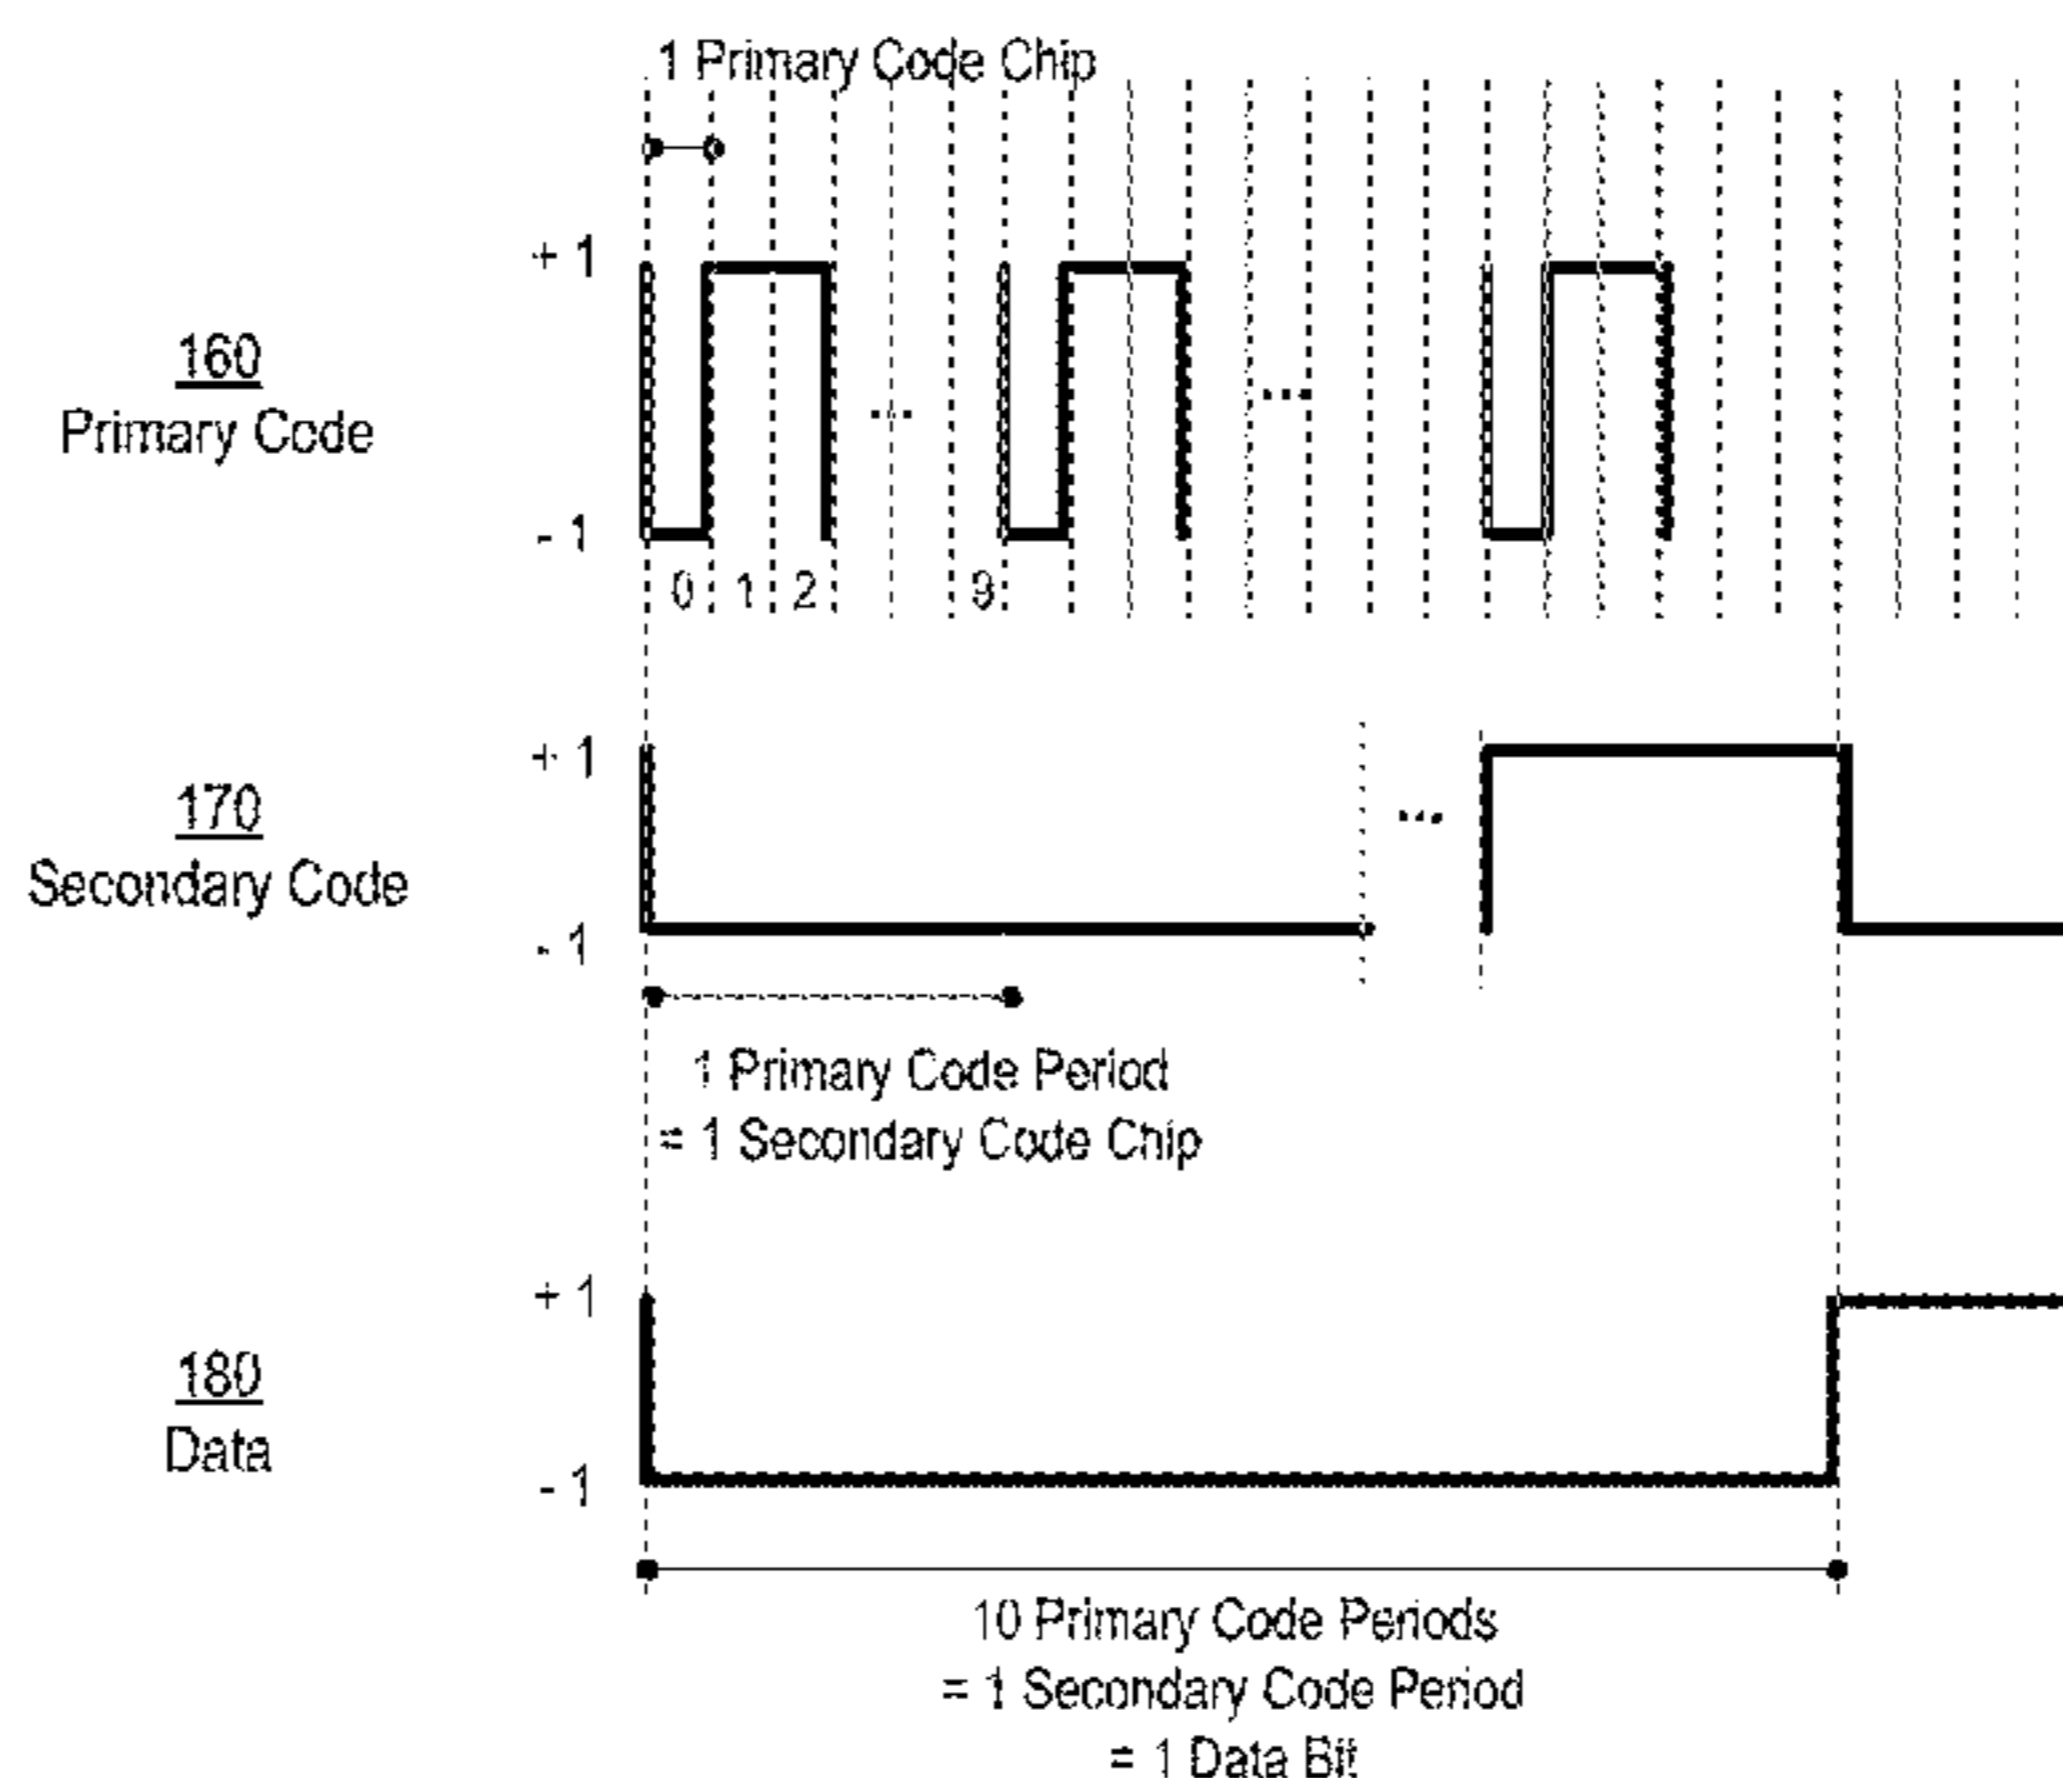 1 Primary Code Chip
+ 1
160
Primary Code
...
...
- 1
0 1 2 9
+ 1
170
Secondary Code
...
- 1
1 Primary Code Period
= 1 Secondary Code Chip
+ 1
180
Data
- 1
10 Primary Code Periods
= 1 Secondary Code Period
= 1 Data Bit